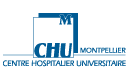 M
CHU MONTPELLIER
CENTRE HOSPITALIER UNIVERSITAIRE